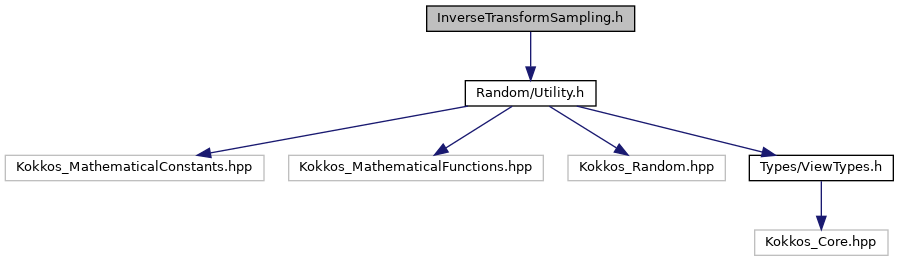 InverseTransformSampling.h
Random/Utility.h
Kokkos_MathematicalConstants.hpp
Kokkos_MathematicalFunctions.hpp
Kokkos_Random.hpp
Types/ViewTypes.h
Kokkos_Core.hpp